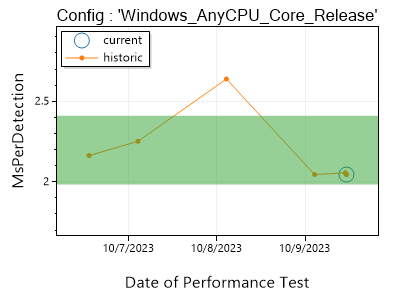 Config : 'Windows_AnyCPU_Core_Release'
current
historic
MsPerDetection
2.5
2
10/7/2023
10/8/2023
10/9/2023
Date of Performance Test